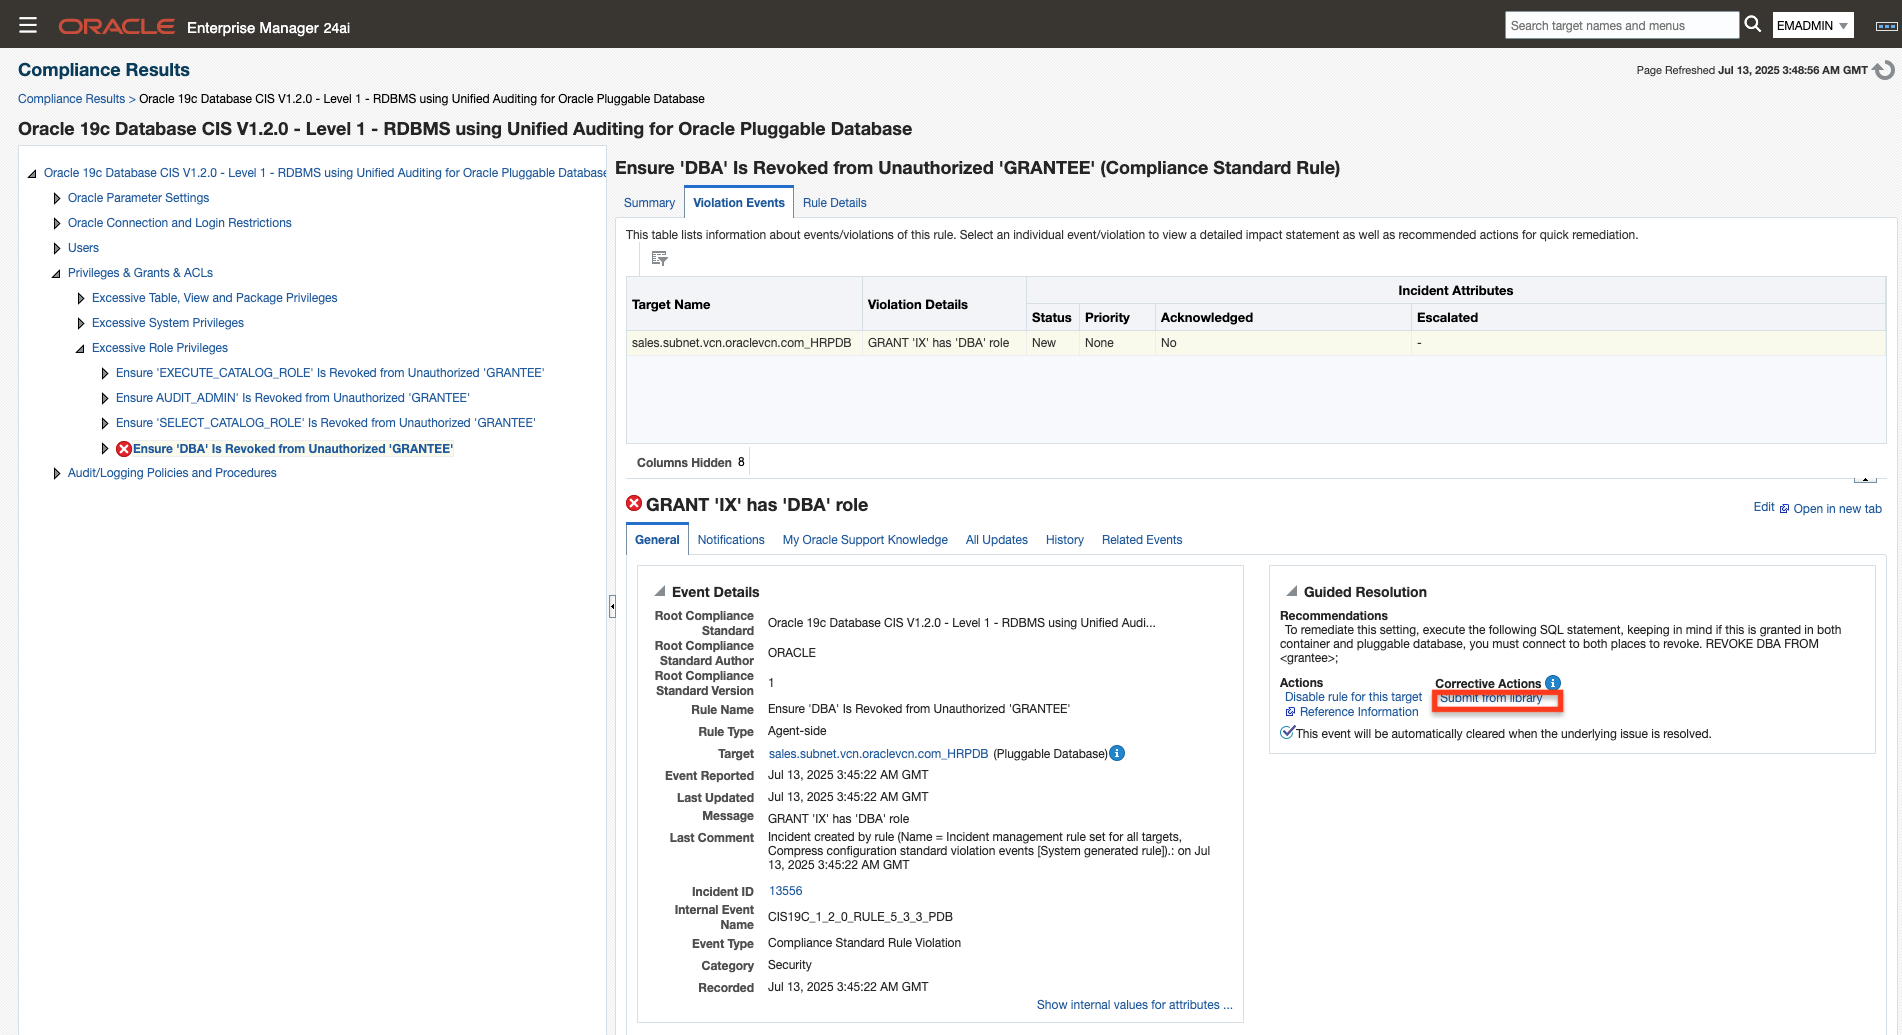 ORACLE Enterprise Manager 24ai
Search target names and menus
EMADMIN
Compliance Results
Page Refreshed Jul 13, 2025 3:48:56 AM GMT
Compliance Results > Oracle 19c Database CIS V1.2.0 - Level 1 - RDBMS using Unified Auditing for Oracle Pluggable Database
Oracle 19c Database CIS V1.2.0 - Level 1 - RDBMS using Unified Auditing for Oracle Pluggable Database
Oracle 19c Database CIS V1.2.0 - Level 1 - RDBMS using Unified Auditing for Oracle Pluggable Database
Oracle Parameter Settings
Oracle Connection and Login Restrictions
Users
Privileges & Grants & ACLs
Excessive Table, View and Package Privileges
Excessive System Privileges
Excessive Role Privileges
Ensure 'EXECUTE_CATALOG_ROLE' Is Revoked from Unauthorized 'GRANTEE'
Ensure AUDIT_ADMIN' Is Revoked from Unauthorized 'GRANTEE'
Ensure 'SELECT_CATALOG_ROLE' Is Revoked from Unauthorized 'GRANTEE'
Ensure 'DBA' Is Revoked from Unauthorized 'GRANTEE'
Audit/Logging Policies and Procedures
Ensure 'DBA' Is Revoked from Unauthorized 'GRANTEE' (Compliance Standard Rule)
Summary Violation Events Rule Details
This table lists information about events/violations of this rule. Select an individual event/violation to view a detailed impact statement as well as recommended actions for quick remediation.
Target Name Violation Details Incident Attributes
Status Priority Acknowledged Escalated
sales.subnet.vcn.oraclevcn.com_HRPDB GRANT 'IX' has 'DBA' role New None No -
Columns Hidden 8
GRANT 'IX' has 'DBA' role
Edit Open in new tab
General Notifications My Oracle Support Knowledge All Updates History Related Events
Event Details
Root Compliance Standard Oracle 19c Database CIS V1.2.0 - Level 1 - RDBMS using Unified Audi...
Root Compliance Standard Author ORACLE
Root Compliance Standard Version 1
Rule Name Ensure 'DBA' Is Revoked from Unauthorized 'GRANTEE'
Rule Type Agent-side
Target sales.subnet.vcn.oraclevcn.com_HRPDB (Pluggable Database)
Event Reported Jul 13, 2025 3:45:22 AM GMT
Last Updated Jul 13, 2025 3:45:22 AM GMT
Message GRANT 'IX' has 'DBA' role
Last Comment Incident created by rule (Name = Incident management rule set for all targets,
Compress configuration standard violation events [System generated rule]).: on Jul
13, 2025 3:45:22 AM GMT
Incident ID 13556
Internal Event Name CIS19C_1_2_0_RULE_5_3_3_PDB
Event Type Compliance Standard Rule Violation
Category Security
Recorded Jul 13, 2025 3:45:22 AM GMT
Show internal values for attributes ...
Guided Resolution
Recommendations
To remediate this setting, execute the following SQL statement, keeping in mind if this is granted in both
container and pluggable database, you must connect to both places to revoke. REVOKE DBA FROM
<grantee>;
Actions Corrective Actions
Disable rule for this target Submit from library
Reference Information
This event will be automatically cleared when the underlying issue is resolved.